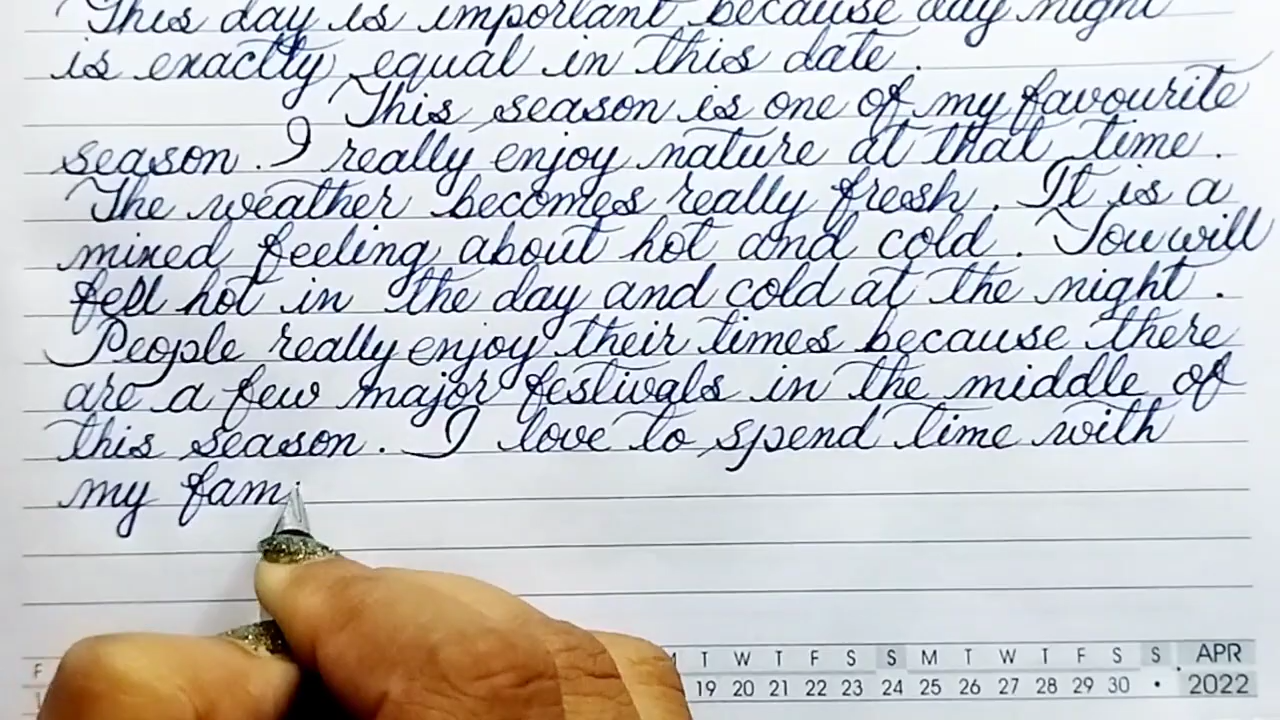 This day is important because day night
is exactly equal in this date.
This season is one of my favourite
season. I really enjoy nature at that time.
The weather becomes really fresh. It is a
mixed feeling about hot and cold. You will
fell hot in the day and cold at the night.
People really enjoy their times because there
are a few major festivals in the middle of
this season. I love to spend time with
my fam
F T W T F S S M T W T F S S APR
19 20 21 22 23 24 25 26 27 28 29 30 • 2022